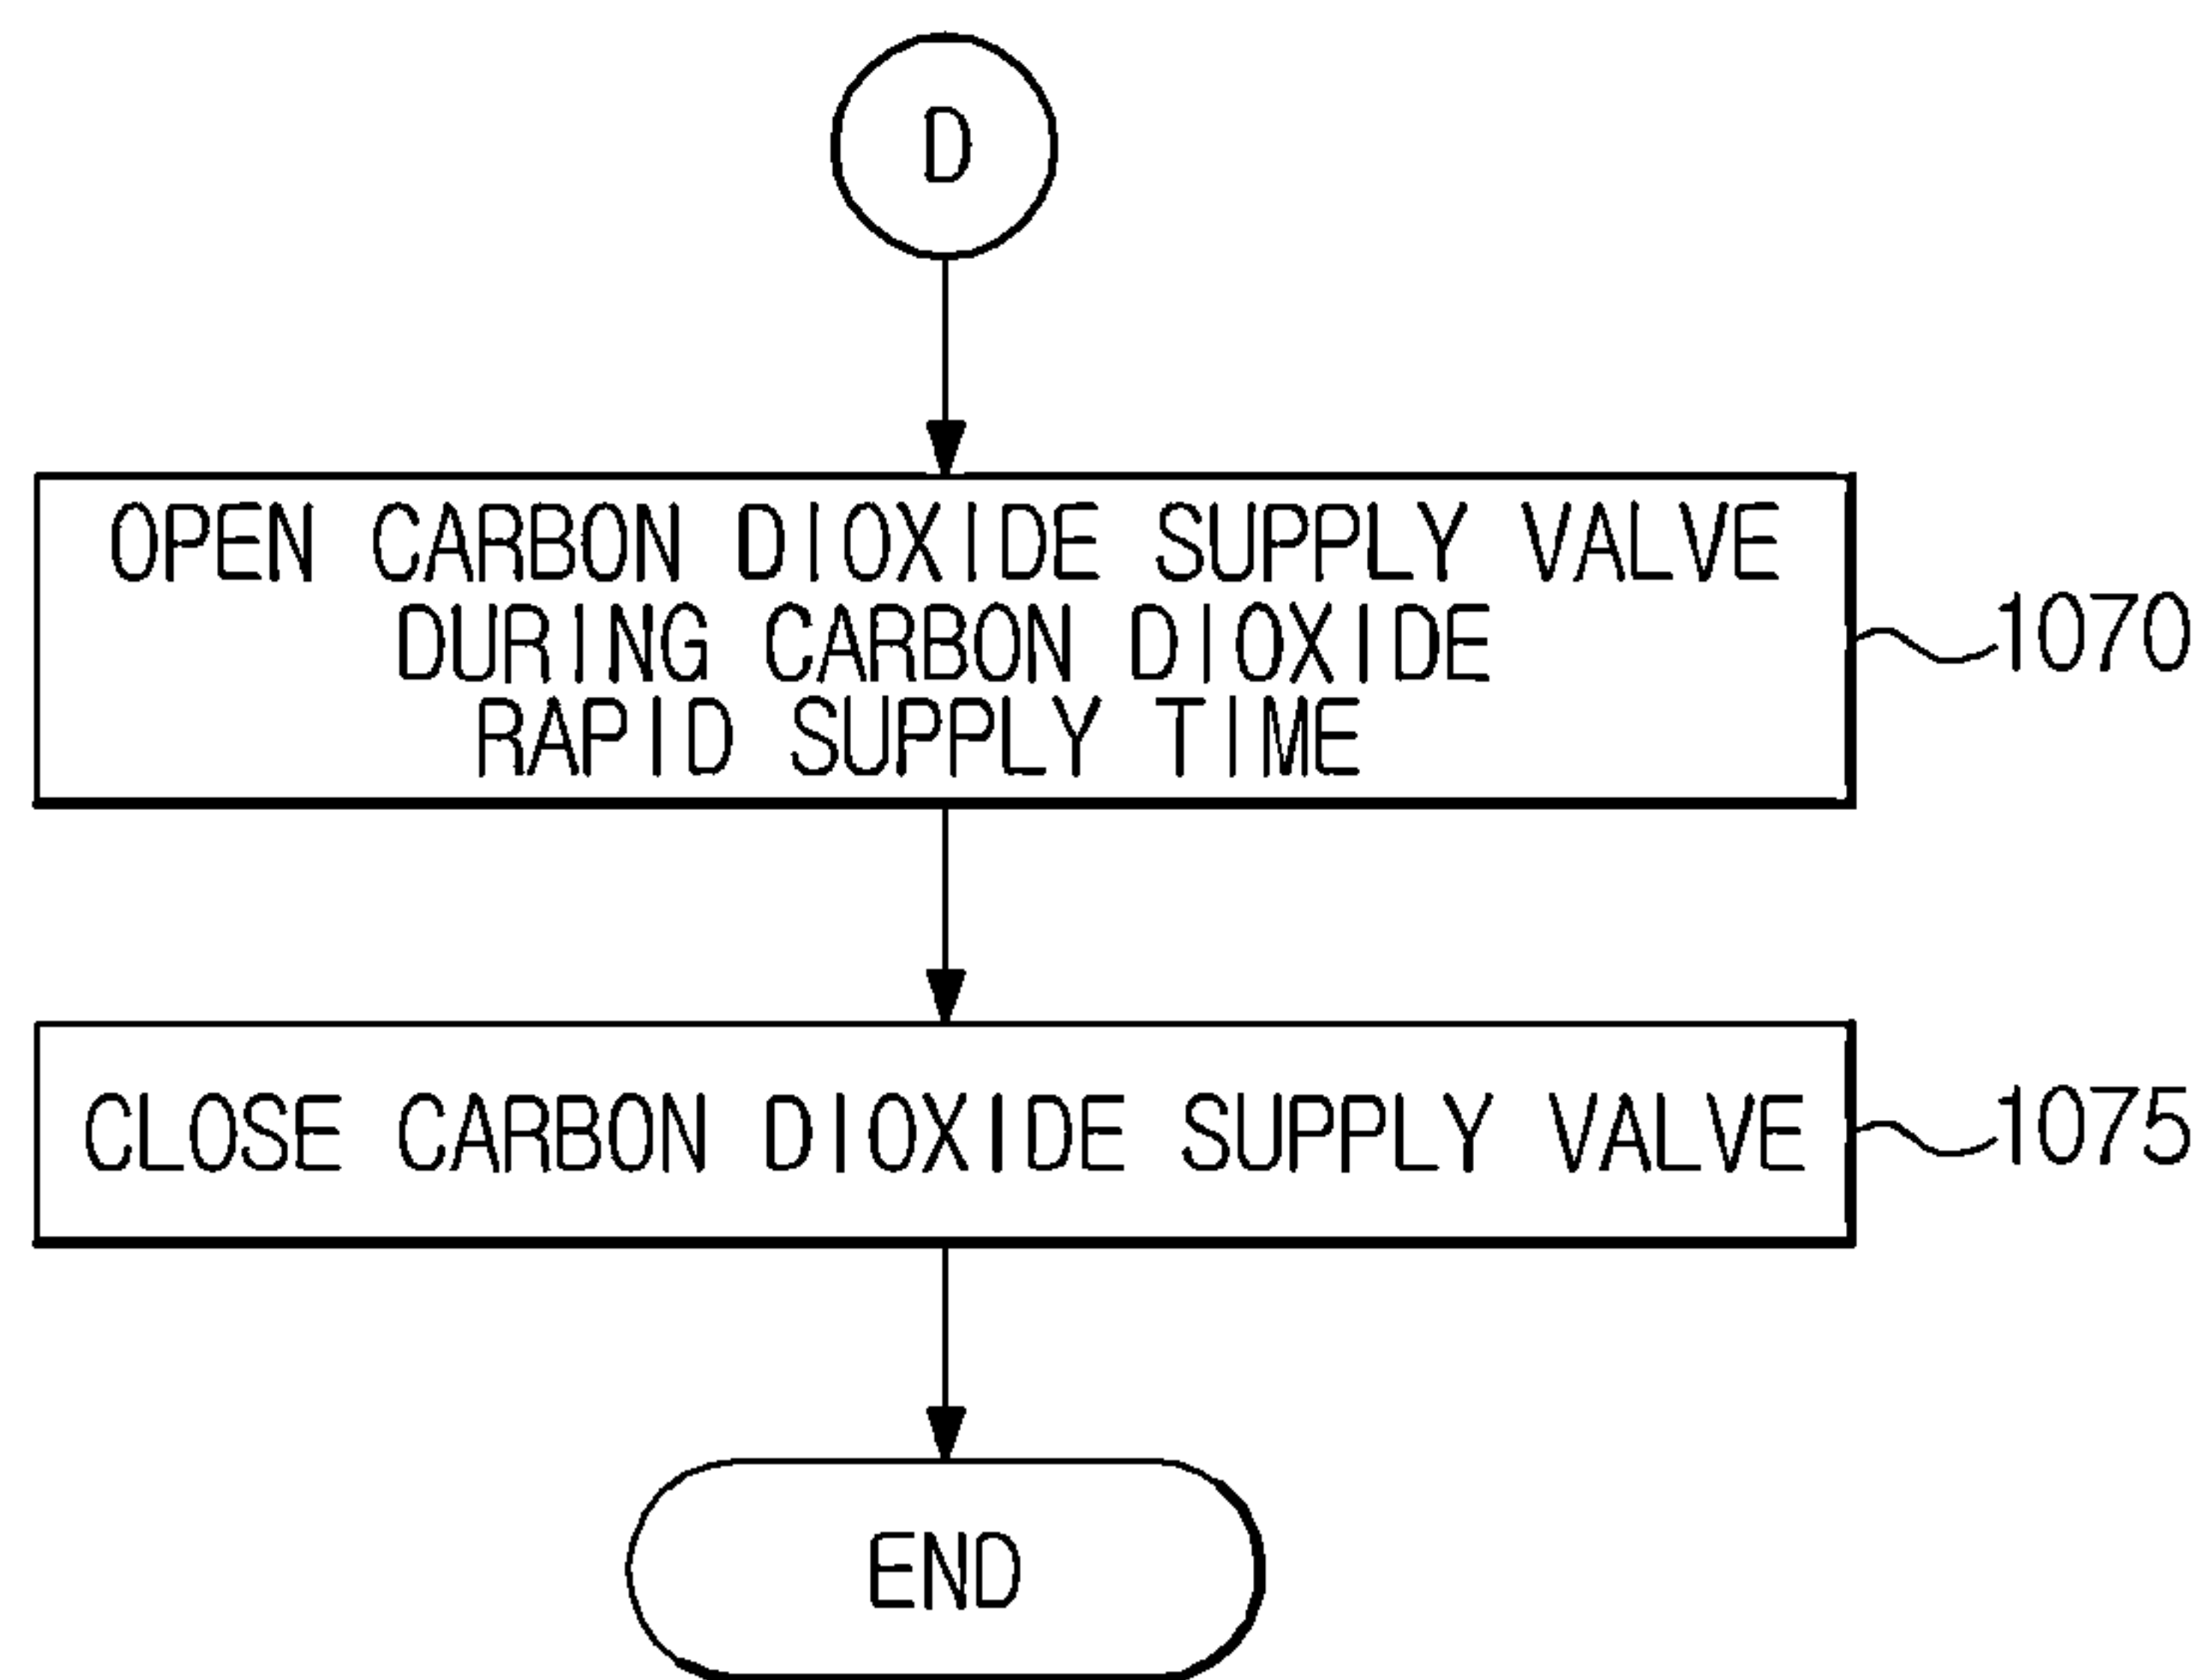 D
OPEN CARBON DIOXIDE SUPPLY VALVE
DURING CARBON DIOXIDE
RAPID SUPPLY TIME
1070
CLOSE CARBON DIOXIDE SUPPLY VALVE
1075
END